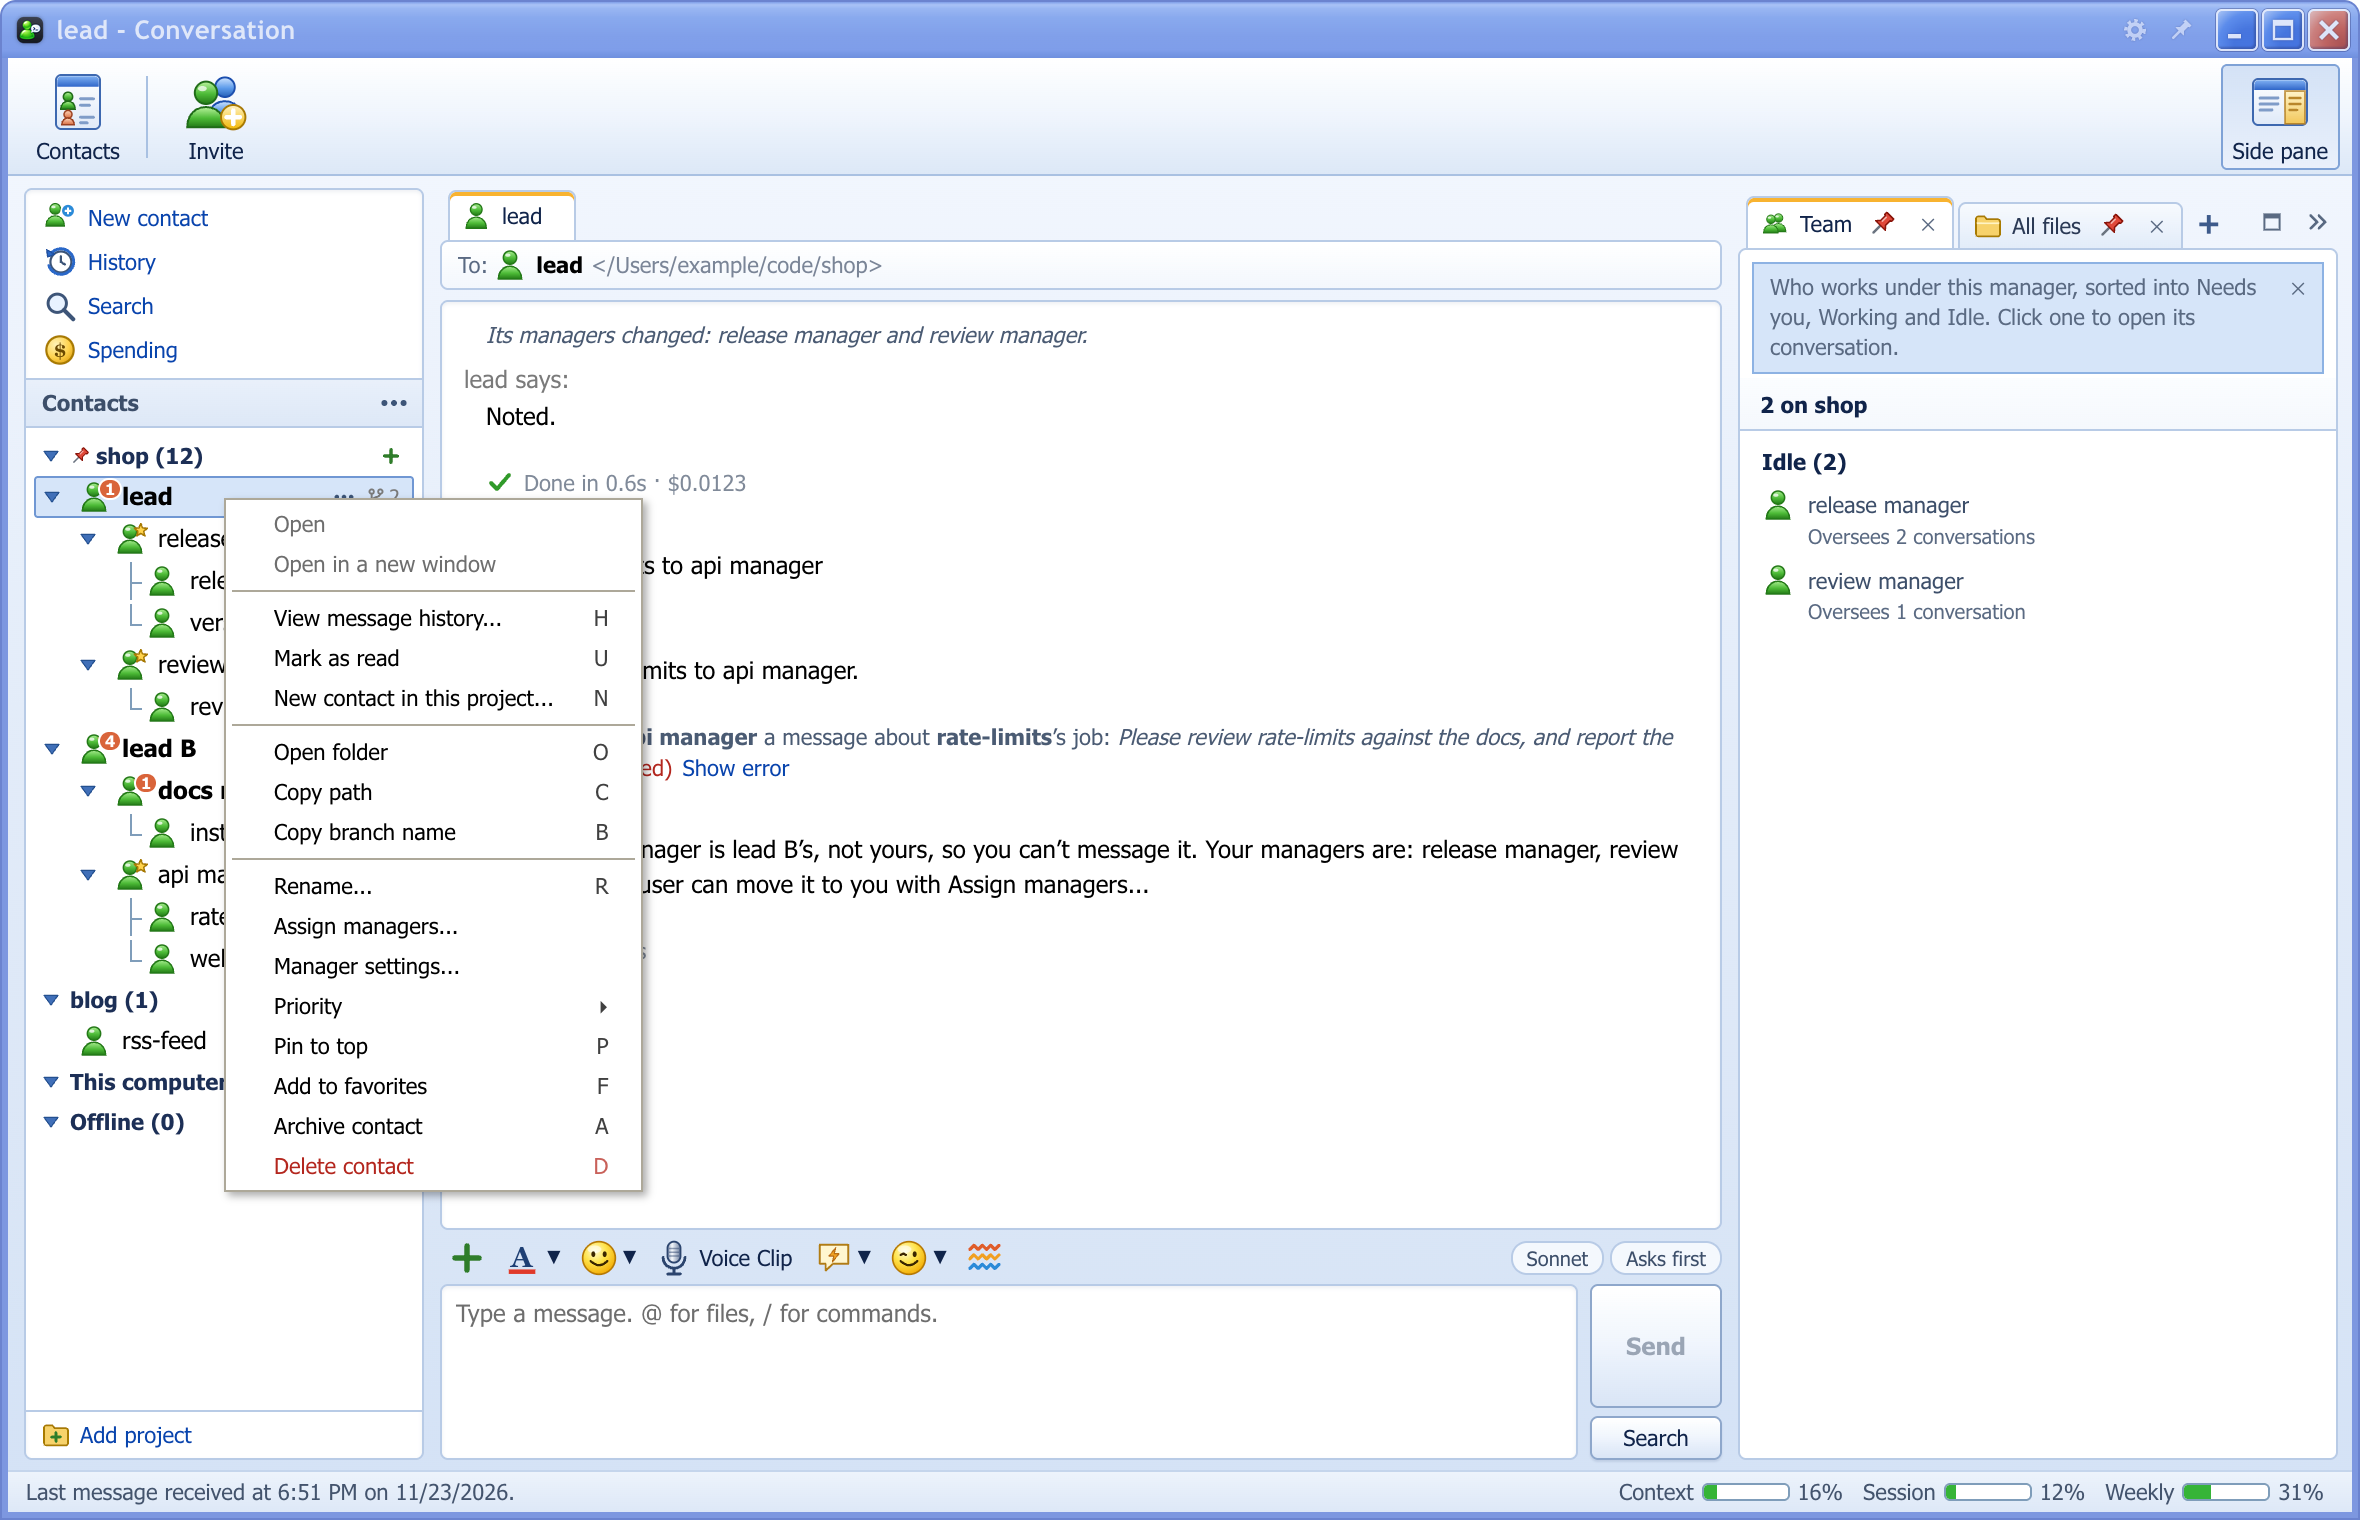 lead - Conversation
Contacts
Invite
Side pane
New contact
History
Search
Spending
Contacts
shop (12)
1
lead
2
release
rele
ver
review
rev
4
lead B
1
docs
inst
api ma
rate
blog (1)
rss-feed
This computer
Offline (0)
Add project
Open
Open in a new window
View message history... H
Mark as read U
New contact in this project... N
Open folder O
Copy path C
Copy branch name B
Rename... R
Assign managers...
Manager settings...
Priority
Pin to top P
Add to favorites F
Archive contact A
Delete contact D
lead
To: lead </Users/example/code/shop>
Its managers changed: release manager and review manager.
lead says:
Noted.
Done in 0.6s · $0.0123
to api manager
mits to api manager.
manager a message about rate-limits’s job: Please review rate-limits against the docs, and report the
ed) Show error
nager is lead B’s, not yours, so you can’t message it. Your managers are: release manager, review
user can move it to you with Assign managers...
Voice Clip
Sonnet
Asks first
Type a message. @ for files, / for commands.
Send
Search
Team
All files
Who works under this manager, sorted into Needs
you, Working and Idle. Click one to open its
conversation.
2 on shop
Idle (2)
release manager
Oversees 2 conversations
review manager
Oversees 1 conversation
Last message received at 6:51 PM on 11/23/2026.
Context 16% Session 12% Weekly 31%